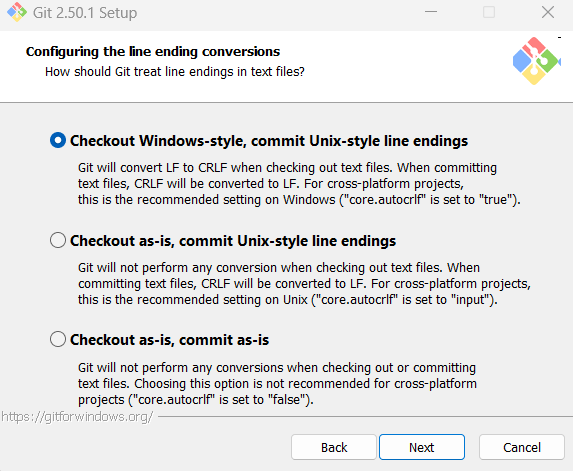 Git 2.50.1 Setup
Configuring the line ending conversions
How should Git treat line endings in text files?
Checkout Windows-style, commit Unix-style line endings
Git will convert LF to CRLF when checking out text files. When committing
text files, CRLF will be converted to LF. For cross-platform projects,
this is the recommended setting on Windows ("core.autocrlf" is set to "true").
Checkout as-is, commit Unix-style line endings
Git will not perform any conversion when checking out text files. When
committing text files, CRLF will be converted to LF. For cross-platform projects,
this is the recommended setting on Unix ("core.autocrlf" is set to "input").
Checkout as-is, commit as-is
Git will not perform any conversions when checking out or committing
text files. Choosing this option is not recommended for cross-platform
projects ("core.autocrlf" is set to "false").
https://gitforwindows.org/
Back
Next
Cancel